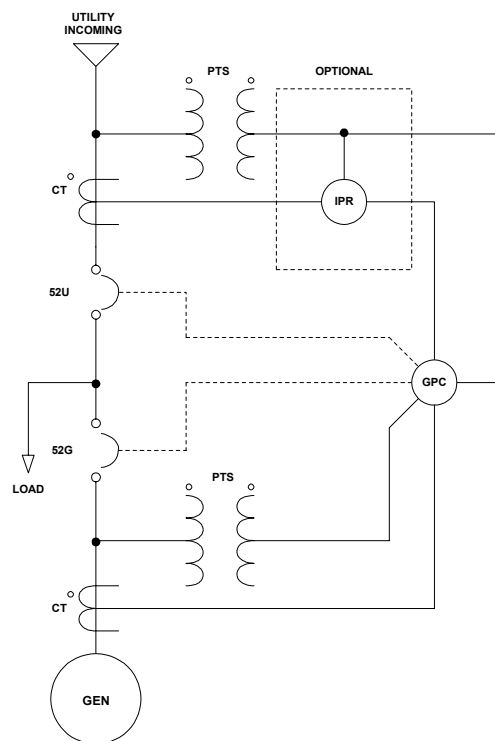 UTILITY
INCOMING
PTS
OPTIONAL
CT
IPR
52U
GPC
52G
LOAD
PTS
CT
GEN